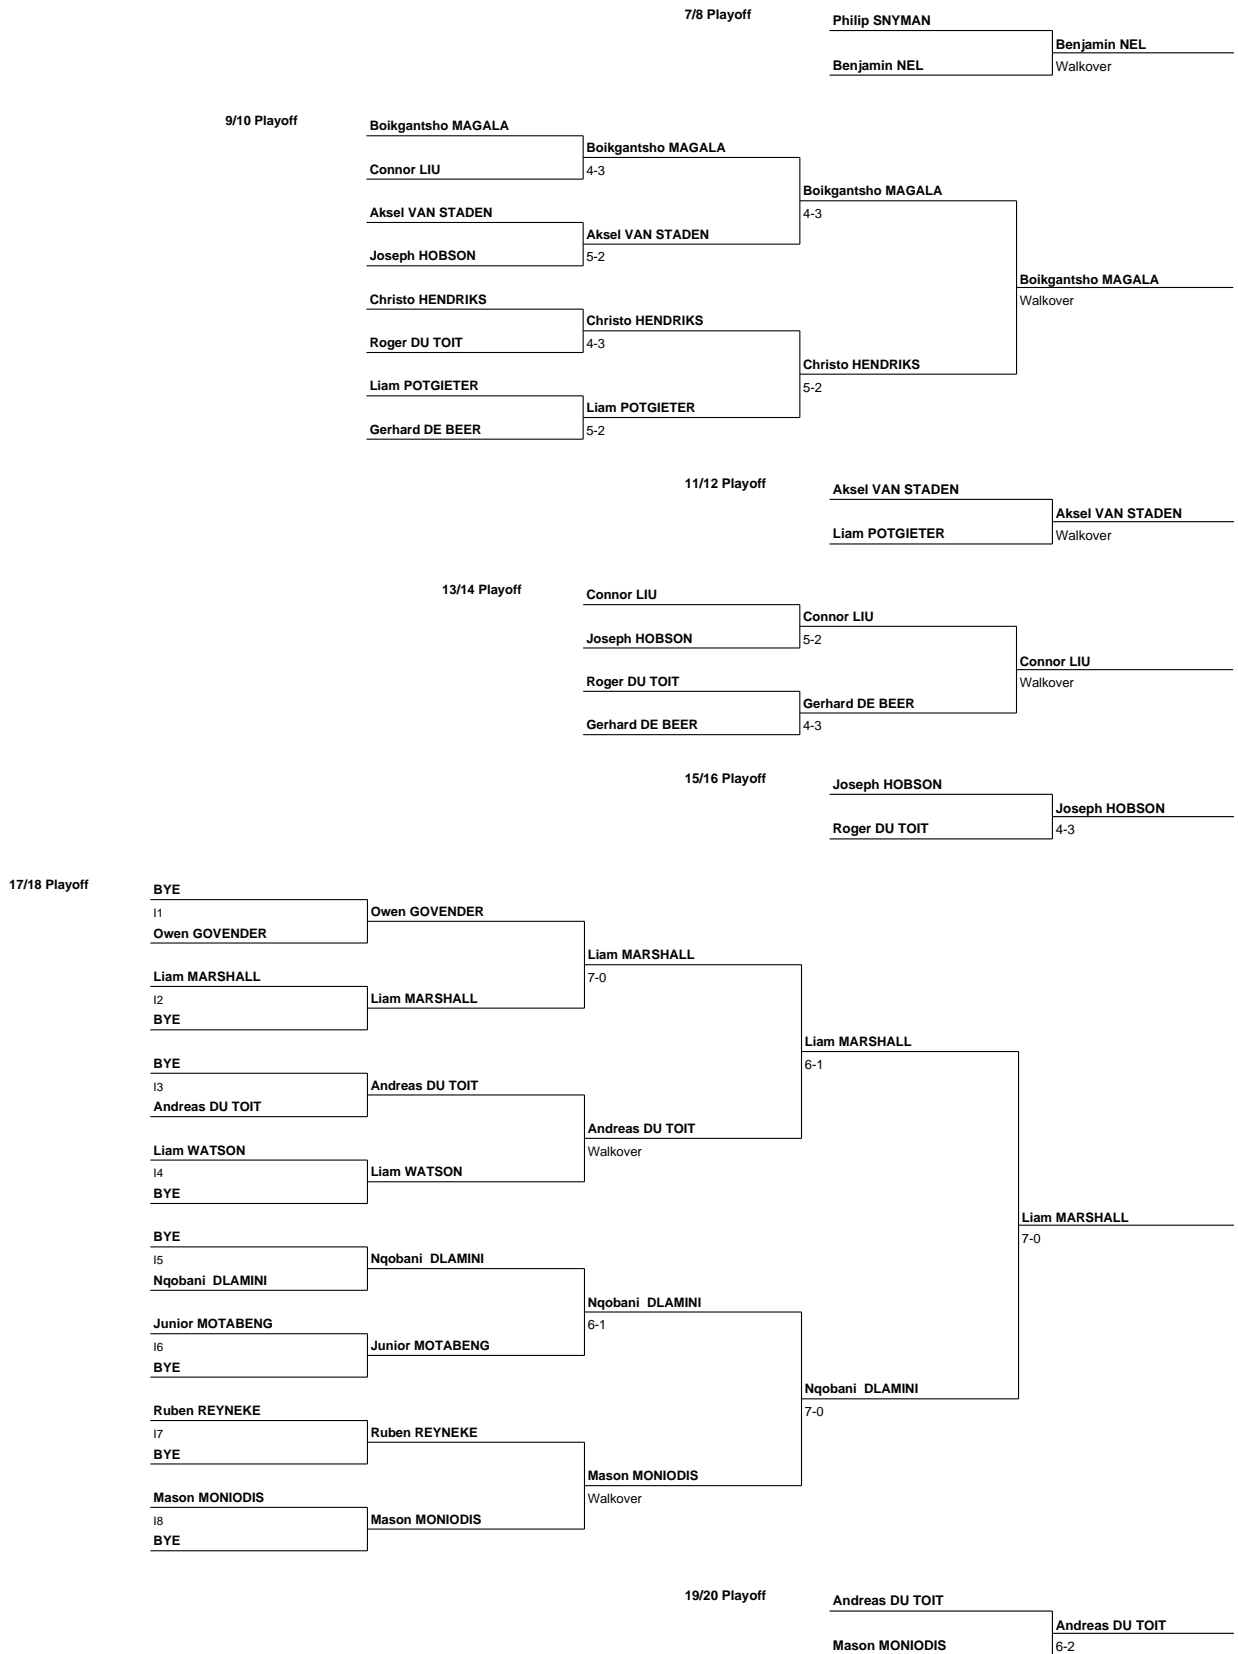 7/8 Playoff
Philip SNYMAN
Benjamin NEL
Benjamin NEL
Walkover
9/10 Playoff
Boikgantsho MAGALA
Boikgantsho MAGALA
Connor LIU
4-3
Boikgantsho MAGALA
Aksel VAN STADEN
4-3
Aksel VAN STADEN
Joseph HOBSON
5-2
Boikgantsho MAGALA
Christo HENDRIKS
Walkover
Christo HENDRIKS
Roger DU TOIT
4-3
Christo HENDRIKS
Liam POTGIETER
5-2
Liam POTGIETER
Gerhard DE BEER
5-2
11/12 Playoff
Aksel VAN STADEN
Aksel VAN STADEN
Liam POTGIETER
Walkover
13/14 Playoff
Connor LIU
Connor LIU
Joseph HOBSON
5-2
Connor LIU
Roger DU TOIT
Walkover
Gerhard DE BEER
Gerhard DE BEER
4-3
15/16 Playoff
Joseph HOBSON
Joseph HOBSON
Roger DU TOIT
4-3
17/18 Playoff
BYE
I1
Owen GOVENDER
Owen GOVENDER
Liam MARSHALL
Liam MARSHALL
7-0
I2
Liam MARSHALL
BYE
Liam MARSHALL
BYE
6-1
I3
Andreas DU TOIT
Andreas DU TOIT
Andreas DU TOIT
Liam WATSON
Walkover
I4
Liam WATSON
BYE
Liam MARSHALL
BYE
7-0
I5
Nqobani  DLAMINI
Nqobani  DLAMINI
Nqobani  DLAMINI
Junior MOTABENG
6-1
I6
Junior MOTABENG
BYE
Nqobani  DLAMINI
Ruben REYNEKE
7-0
I7
Ruben REYNEKE
BYE
Mason MONIODIS
Mason MONIODIS
Walkover
I8
Mason MONIODIS
BYE
19/20 Playoff
Andreas DU TOIT
Andreas DU TOIT
Mason MONIODIS
6-2